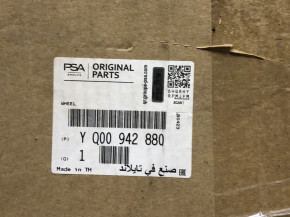 PSA
ORIGINAL
PARTS
WHEEL
(P) Y Q00 942 880
(Q) 1
Made in TH
صنع في تايلاند